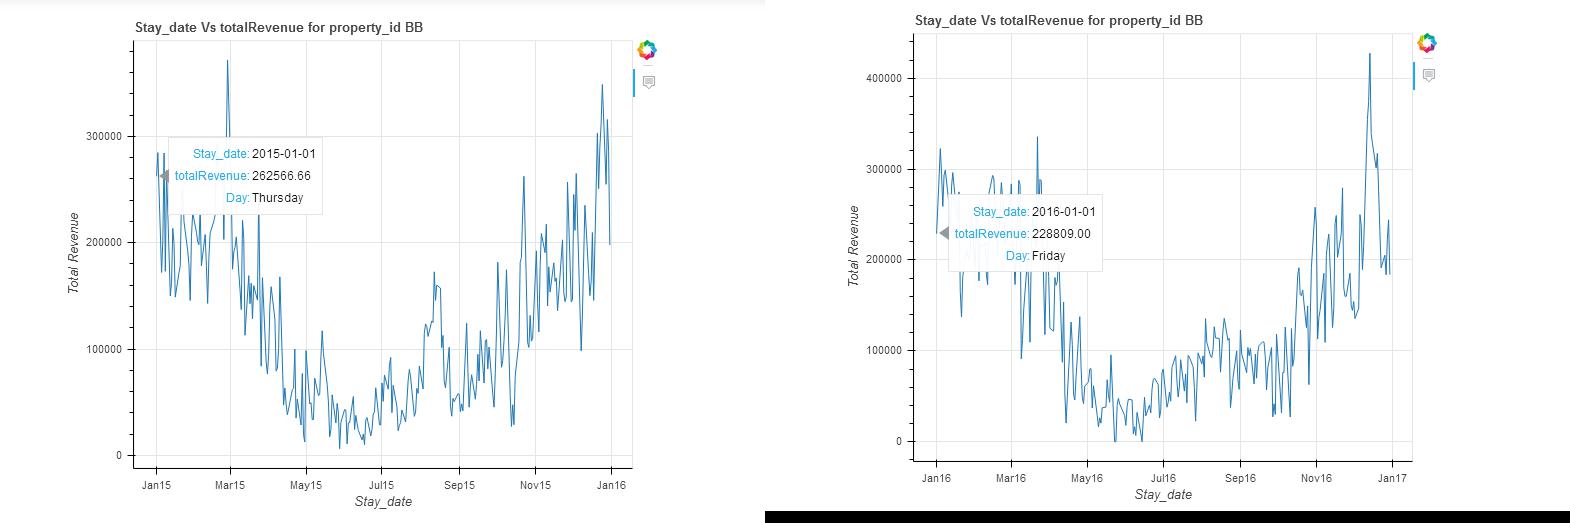 Stay_date Vs totalRevenue for property_id BB
300000
200000
100000
0
Total Revenue
Stay_date: 2015-01-01
totalRevenue: 262566.66
Day: Thursday
Jan15 Mar15 May15 Jul15 Sep15 Nov15 Jan16
Stay_date
Stay_date Vs totalRevenue for property_id BB
400000
300000
200000
100000
0
Total Revenue
Stay_date: 2016-01-01
totalRevenue: 228809.00
Day: Friday
Jan16 Mar16 May16 Jul16 Sep16 Nov16 Jan17
Stay_date